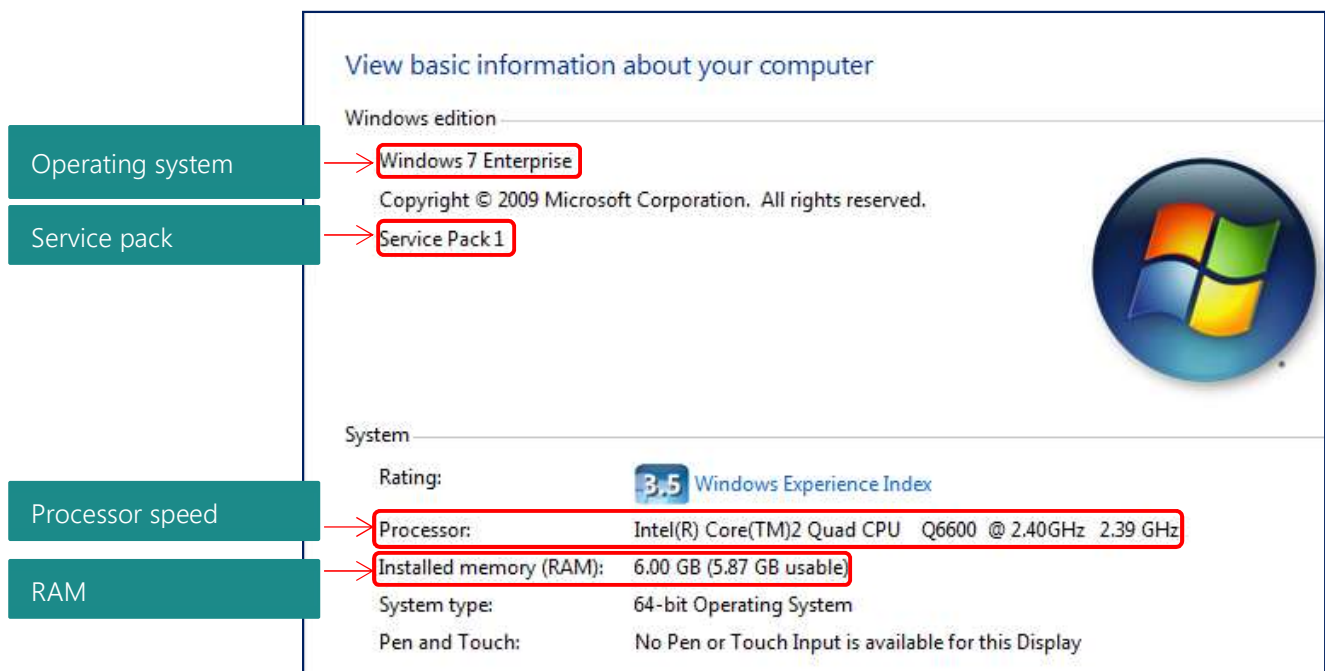 View basic information about your computer
Windows edition
Operating system
Windows 7 Enterprise
Copyright © 2009 Microsoft Corporation. All rights reserved.
Service pack
Service Pack 1
System
Rating:
3.5 Windows Experience Index
Processor speed
Processor: Intel(R) Core(TM)2 Quad CPU Q6600 @ 2.40GHz 2.39 GHz
RAM
Installed memory (RAM): 6.00 GB (5.87 GB usable)
System type: 64-bit Operating System
Pen and Touch: No Pen or Touch Input is available for this Display